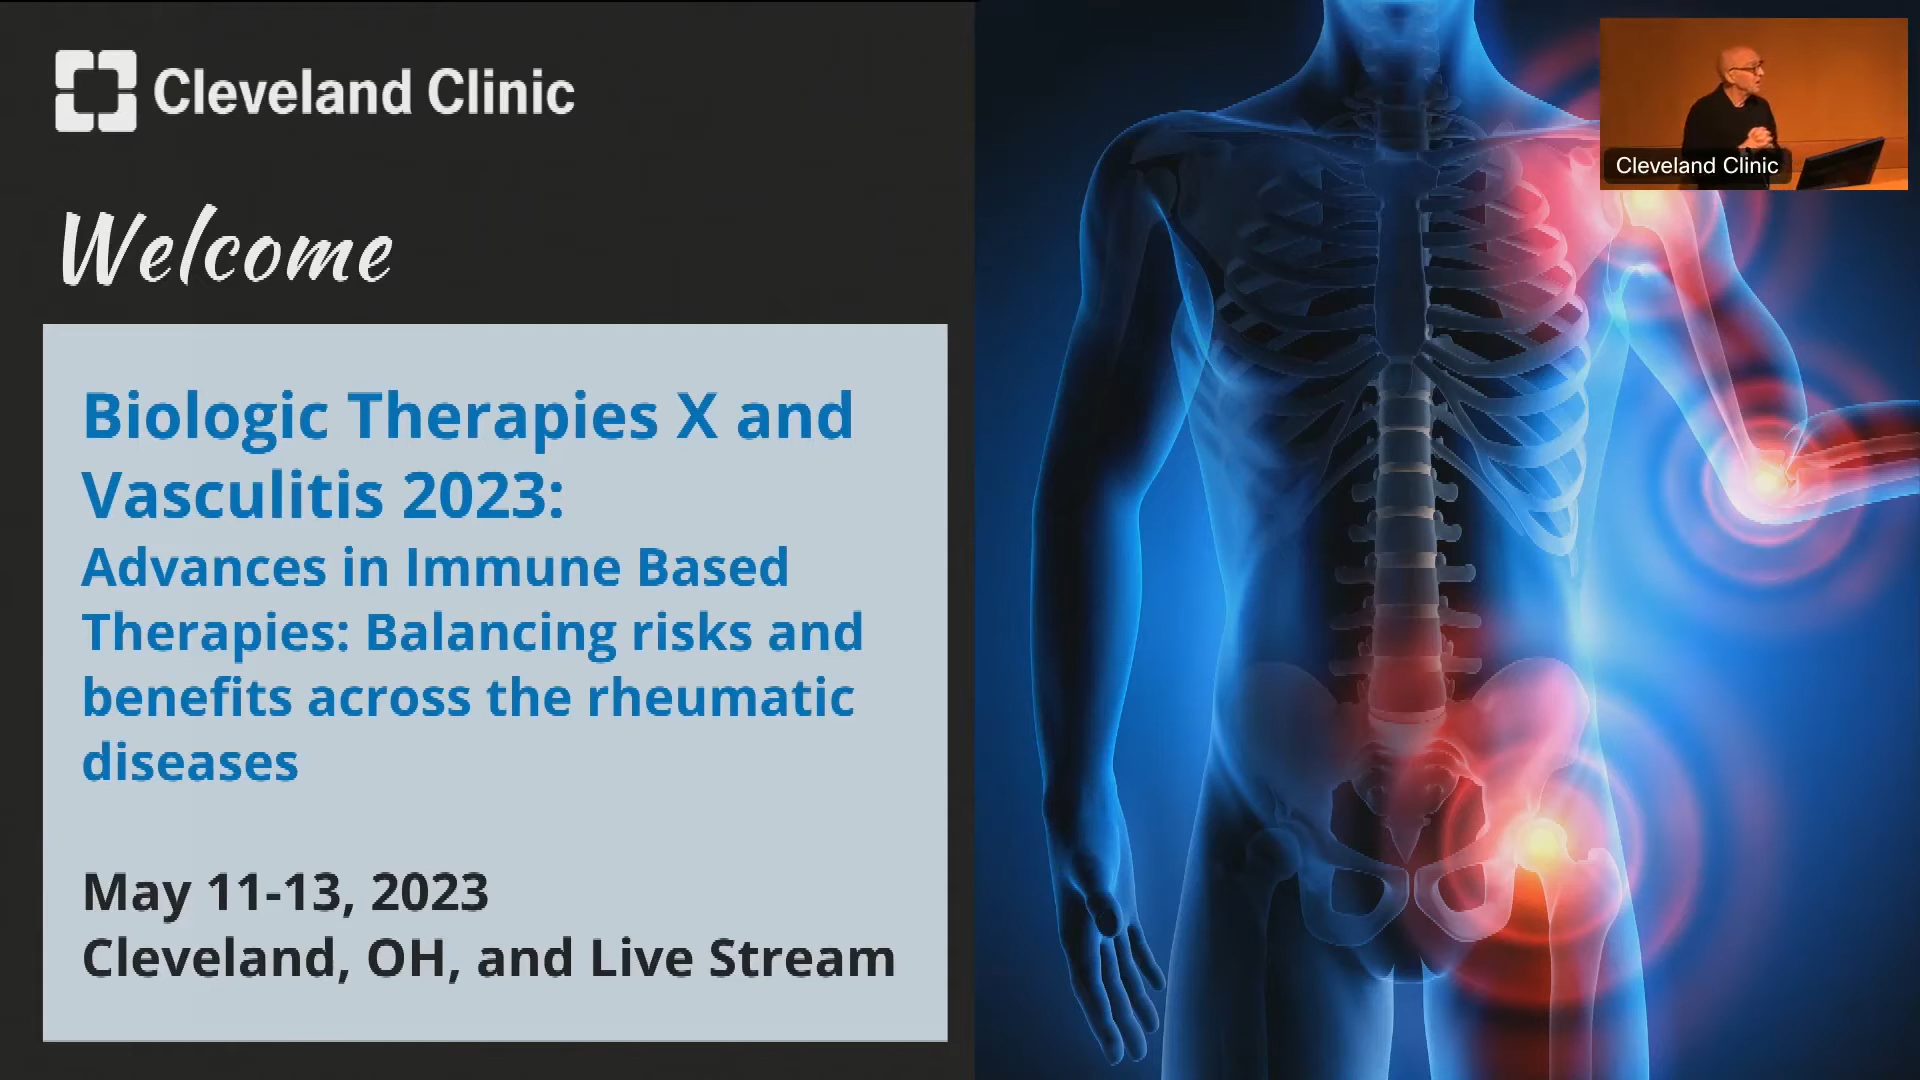 Cleveland Clinic
Welcome
Biologic Therapies X and
Vasculitis 2023:
Advances in Immune Based
Therapies: Balancing risks and
benefits across the rheumatic
diseases
May 11-13, 2023
Cleveland, OH, and Live Stream
Cleveland Clinic